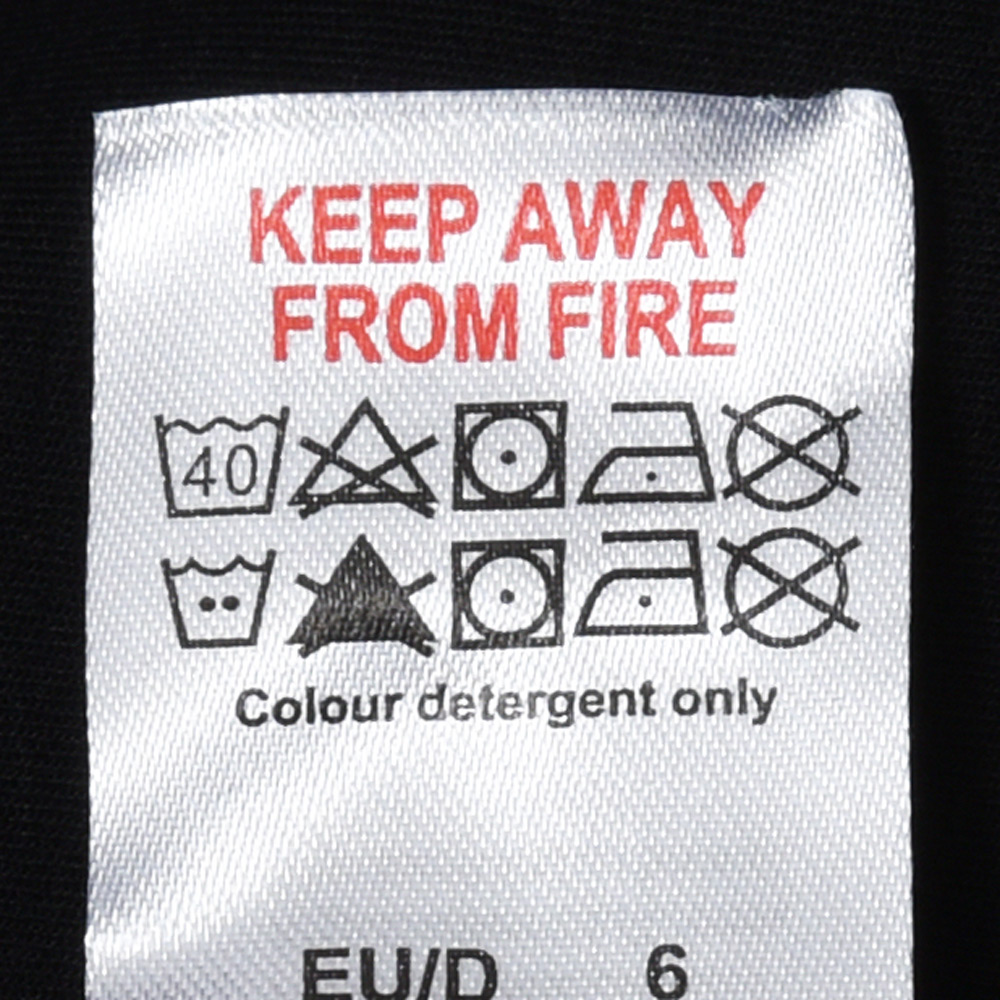 KEEP AWAY
FROM FIRE
40
Colour detergent only
EU/D 6